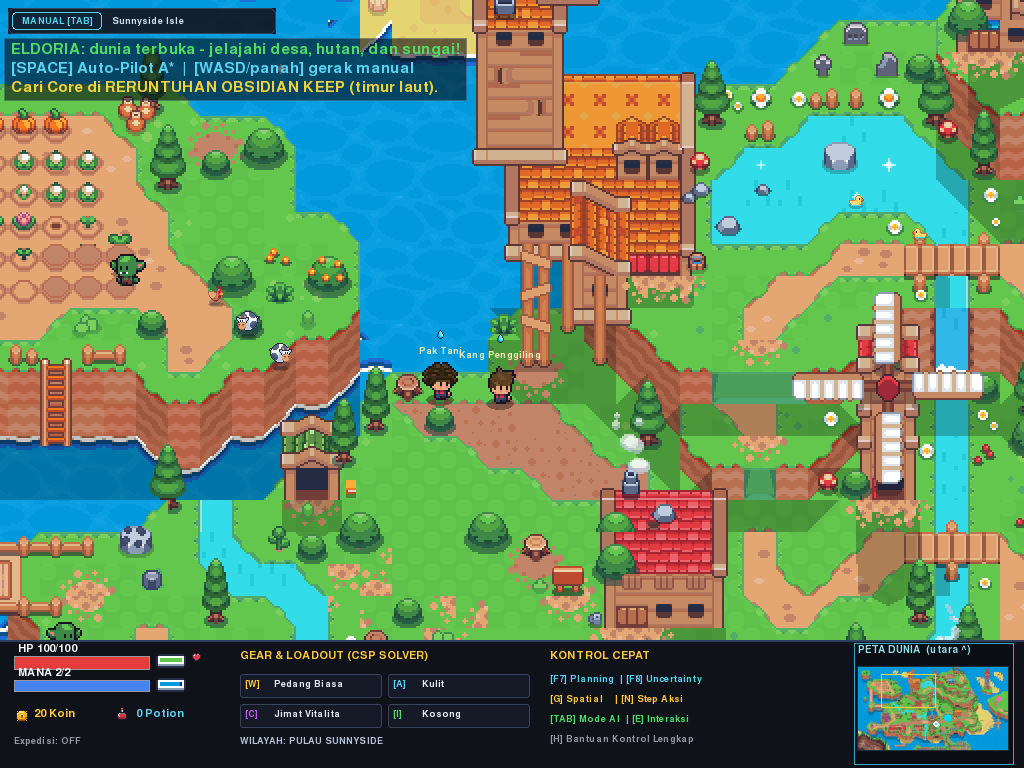 MANUAL [TAB] Sunnyside Isle
ELDORIA: dunia terbuka - jelajahi desa, hutan, dan sungai!
[SPACE] Auto-Pilot A* | [WASD/panah] gerak manual
Cari Core di RERUNTUHAN OBSIDIAN KEEP (timur laut).
Pak Tani
Kang Penggiling
HP 100/100
MANA 2/2
20 Koin
0 Potion
Expedisi: OFF
GEAR & LOADOUT (CSP SOLVER)
[W] Pedang Biasa
[A] Kulit
[C] Jimat Vitalita
[I] Kosong
WILAYAH: PULAU SUNNYSIDE
KONTROL CEPAT
[F7] Planning | [F8] Uncertainty
[G] Spatial | [N] Step Aksi
[TAB] Mode AI | [E] Interaksi
[H] Bantuan Kontrol Lengkap
PETA DUNIA (utara ^)